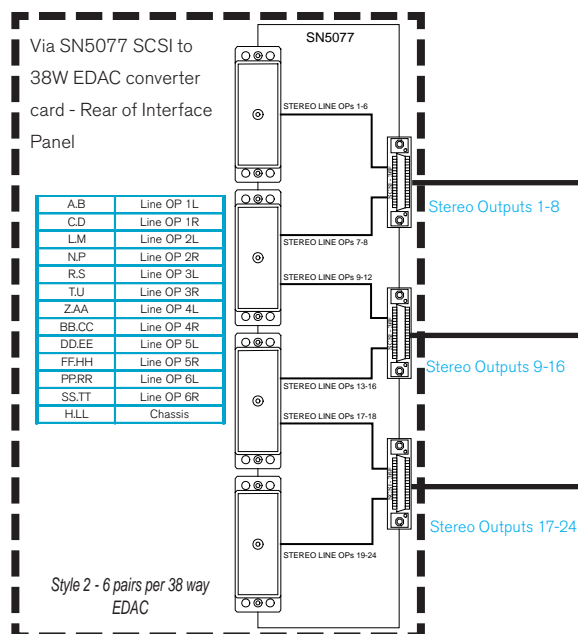 SN5077
Via SN5077 SCSI to
38W EDAC converter
card - Rear of Interface
Panel
STEREO LINE OPs 1-6
A.B Line OP 1L
C.D Line OP 1R
L.M Line OP 2L
N.P Line OP 2R
R.S Line OP 3L
T.U Line OP 3R
Z.AA Line OP 4L
BB.CC Line OP 4R
DD.EE Line OP 5L
FF.HH Line OP 5R
PP.RR Line OP 6L
SS.TT Line OP 6R
H.LL Chassis
Stereo Outputs 1-8
STEREO LINE OPs 7-8
STEREO LINE OPs 9-12
Stereo Outputs 9-16
STEREO LINE OPs 13-16
STEREO LINE OPs 17-18
Stereo Outputs 17-24
STEREO LINE OPs 19-24
Style 2 - 6 pairs per 38 way
EDAC